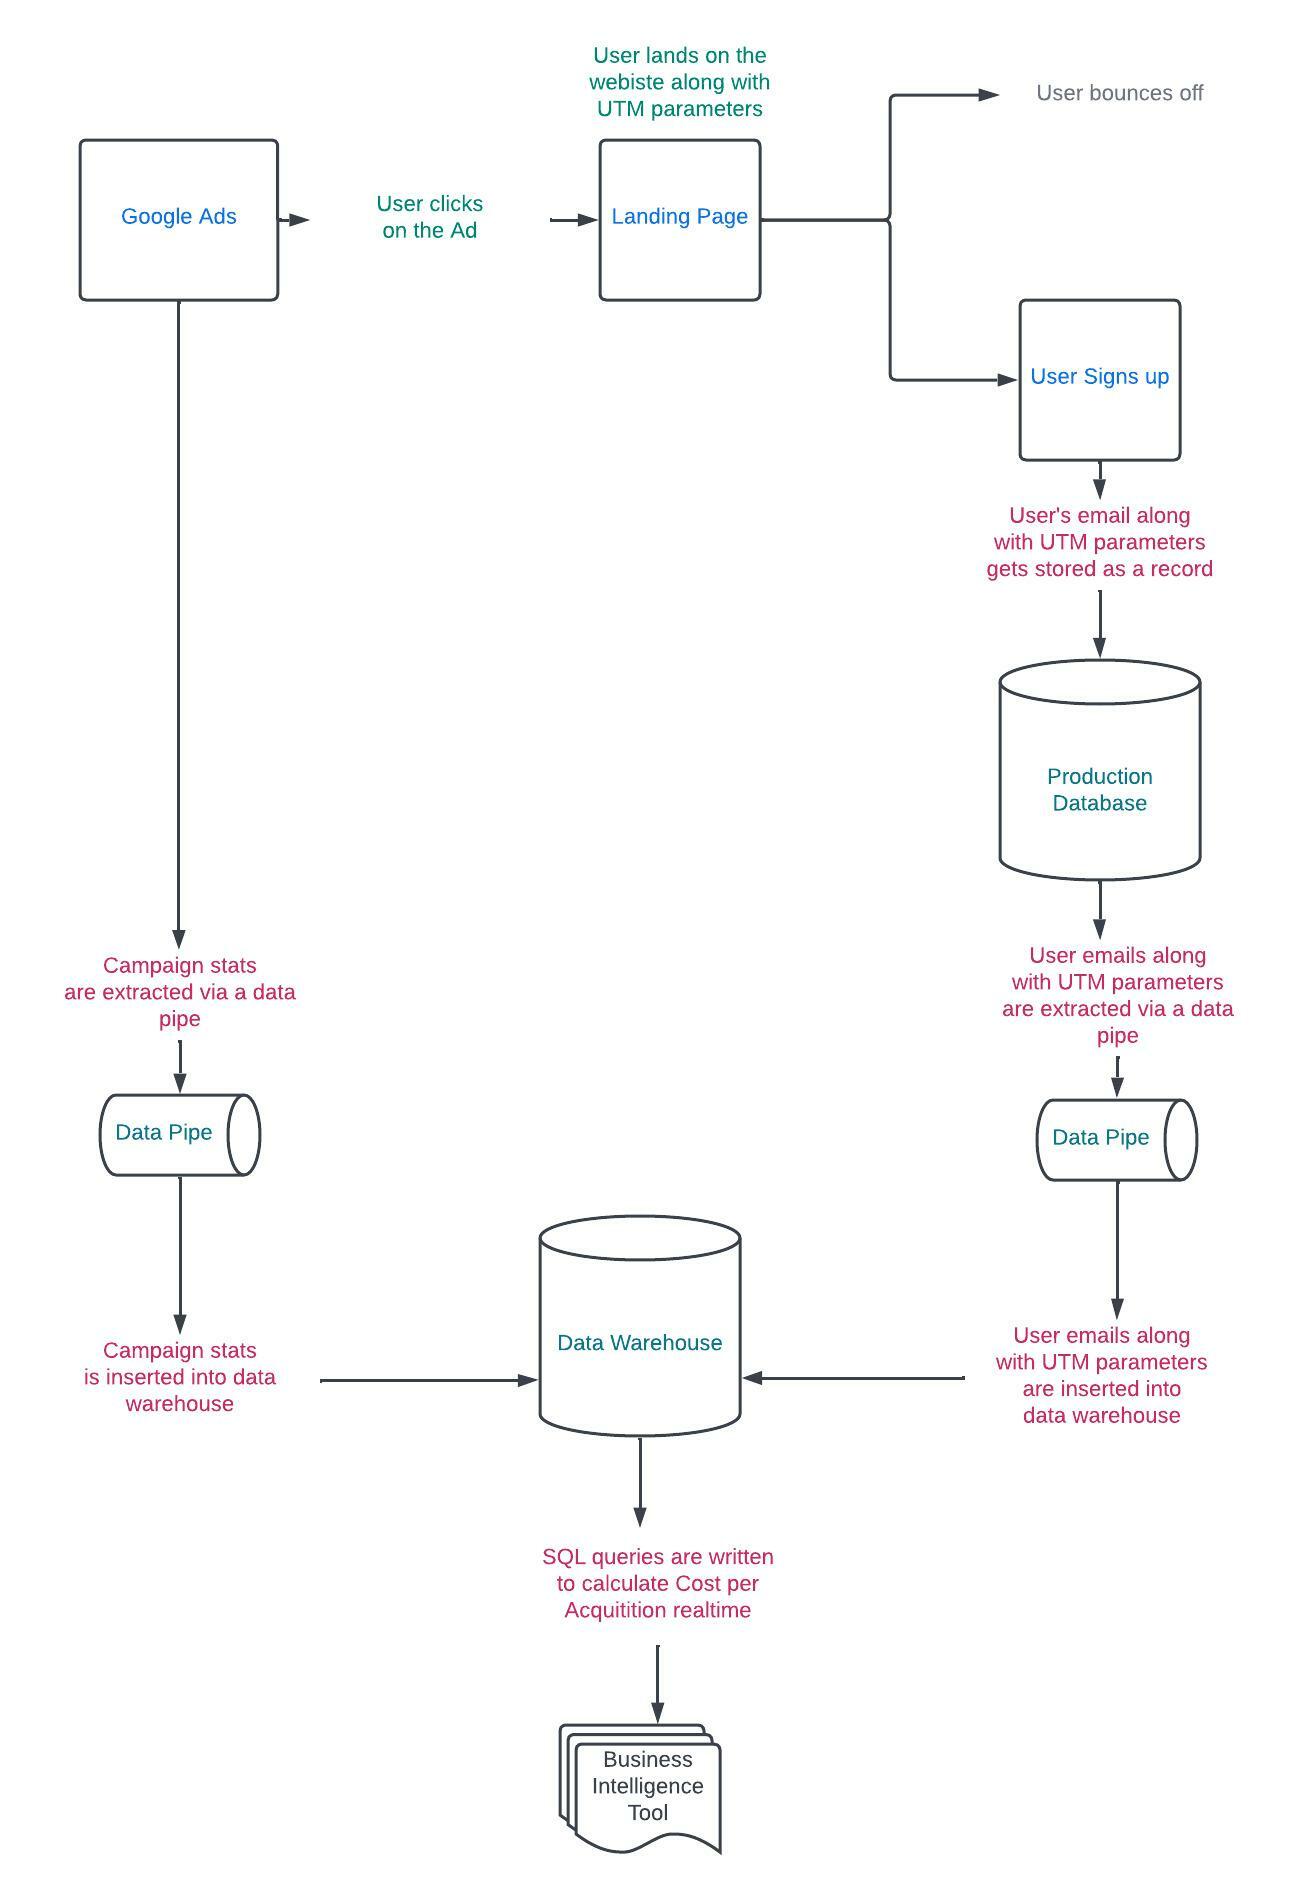 User lands on the
webiste along with
UTM parameters
User bounces off
Google Ads
User clicks
on the Ad
Landing Page
User Signs up
User's email along
with UTM parameters
gets stored as a record
Production
Database
Campaign stats
are extracted via a data
pipe
User emails along
with UTM parameters
are extracted via a data
pipe
Data Pipe
Data Pipe
Campaign stats
is inserted into data
warehouse
Data Warehouse
User emails along
with UTM parameters
are inserted into
data warehouse
SQL queries are written
to calculate Cost per
Acquitition realtime
Business
Intelligence
Tool